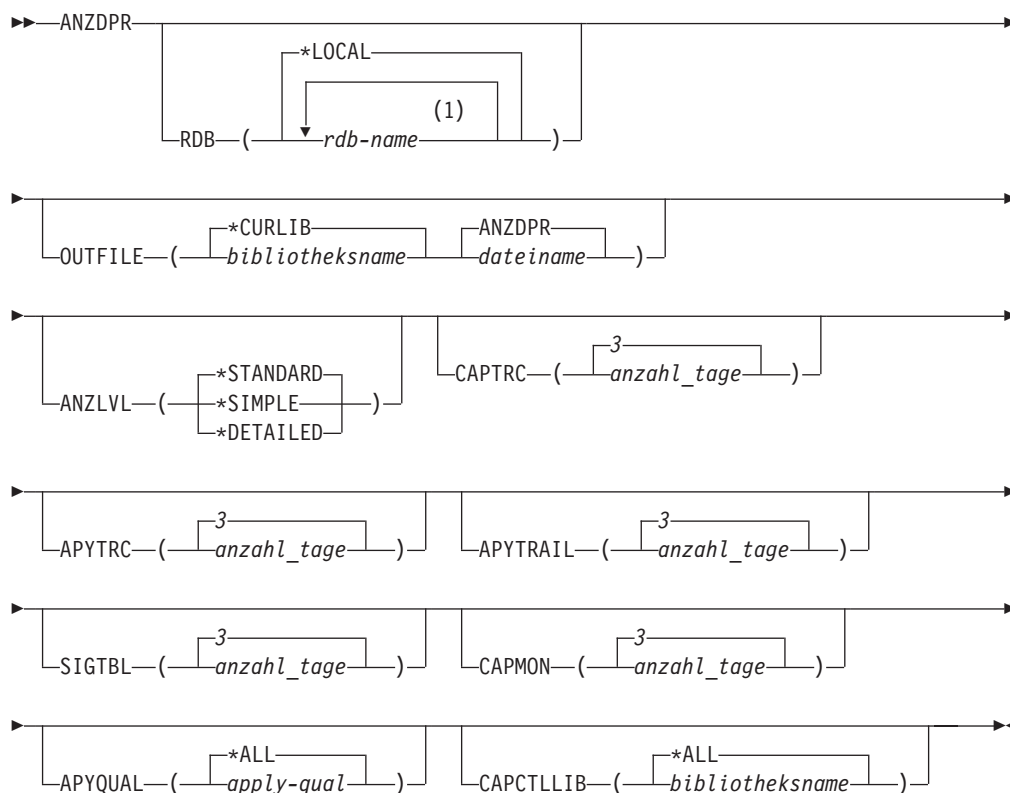 ANZDPR
*LOCAL
(1)
RDB ( rdb-name )
*CURLIB ANZDPR
OUTFILE ( bibliotheksname dateiname )
*STANDARD 3
ANZLVL ( *SIMPLE ) CAPTRC ( anzahl_tage )
*DETAILED
3 3
APYTRC ( anzahl_tage ) APYTRAIL ( anzahl_tage )
3 3
SIGTBL ( anzahl_tage ) CAPMON ( anzahl_tage )
*ALL *ALL
APYQUAL ( apply-qual ) CAPCTLLIB ( bibliotheksname )